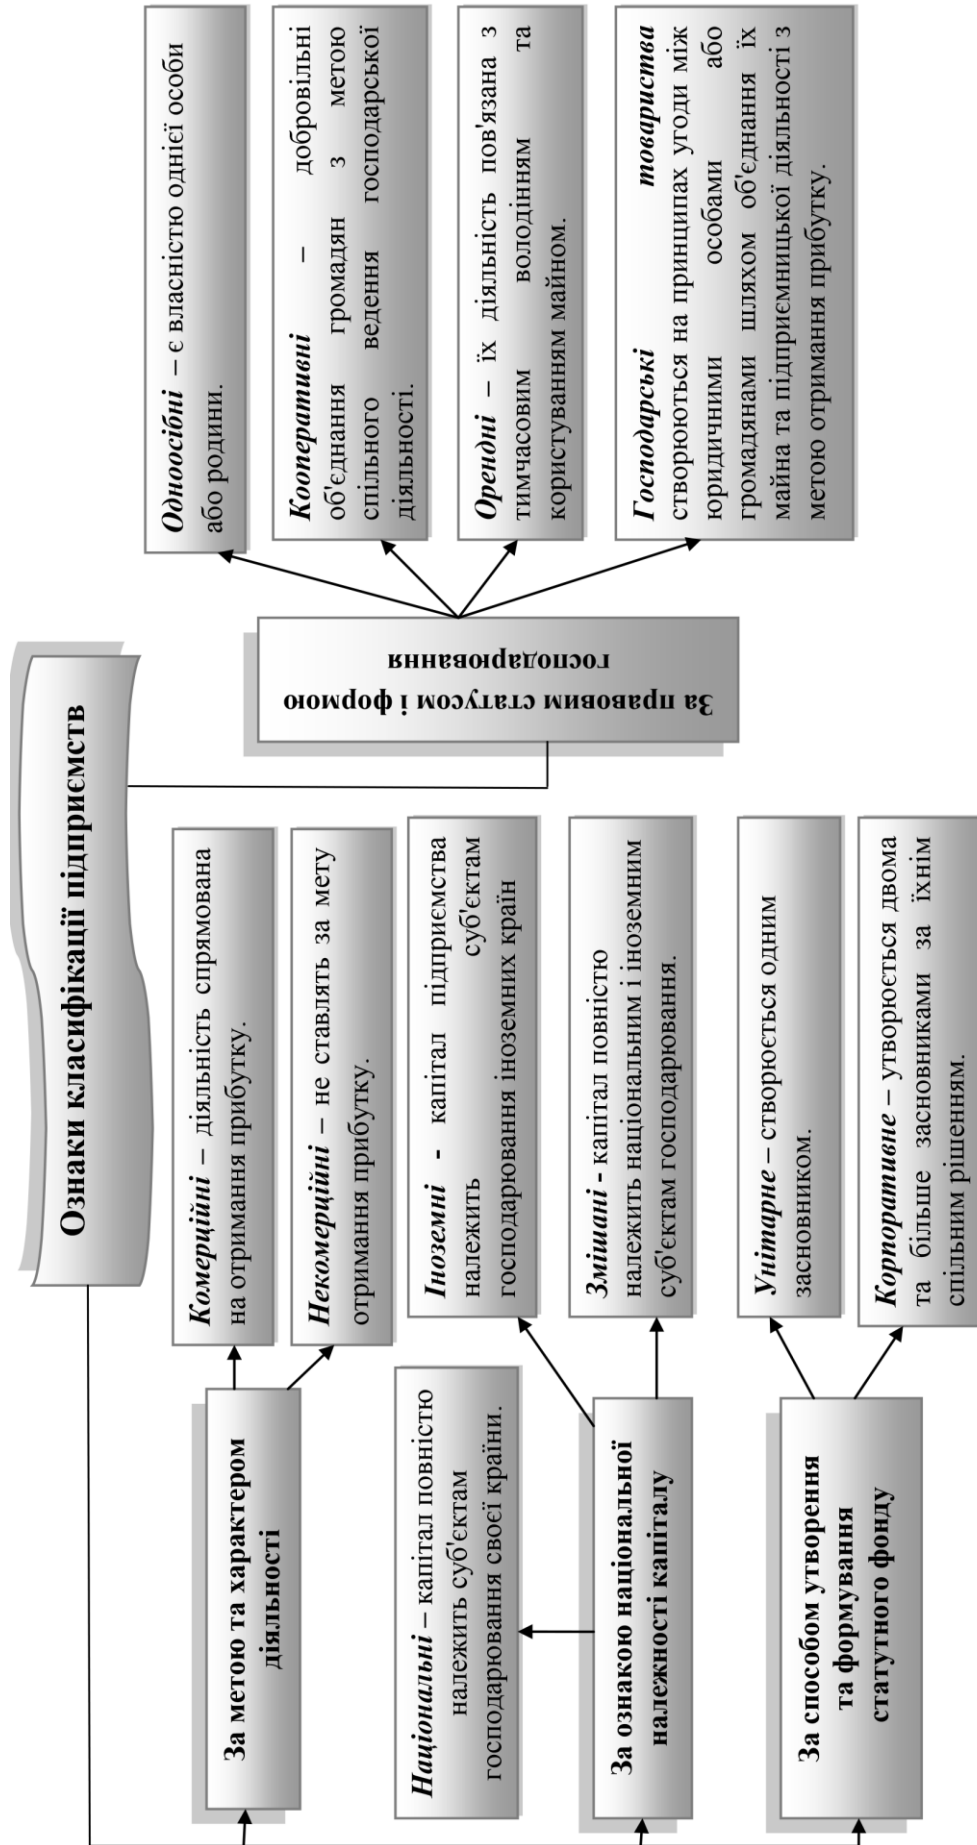 Ознаки класифікації підприємств
За метою та характером
діяльності
Комерційні – діяльність спрямована
на отримання прибутку.
Некомерційні – не ставлять за мету
отримання прибутку.
Національні – капітал повністю
належить суб'єктам
господарювання своєї країни.
За ознакою національної
належності капіталу
Іноземні - капітал підприємства
належить суб'єктам
господарювання іноземних країн
Змішані - капітал повністю
належить національним і іноземним
суб'єктам господарювання.
За способом утворення
та формування
статутного фонду
Унітарне – створюється одним
засновником.
Корпоративне – утворюється двома
та більше засновниками за їхнім
спільним рішенням.
За правовим статусом і формою
господарювання
Одноосібні – є власністю однієї особи
або родини.
Кооперативні – добровільні
об'єднання громадян з метою
спільного ведення господарської
діяльності.
Орендні – їх діяльність пов'язана з
тимчасовим володінням та
користуванням майном.
Господарські товариства
створюються на принципах угоди між
юридичними особами або
громадянами шляхом об'єднання їх
майна та підприємницької діяльності з
метою отримання прибутку.